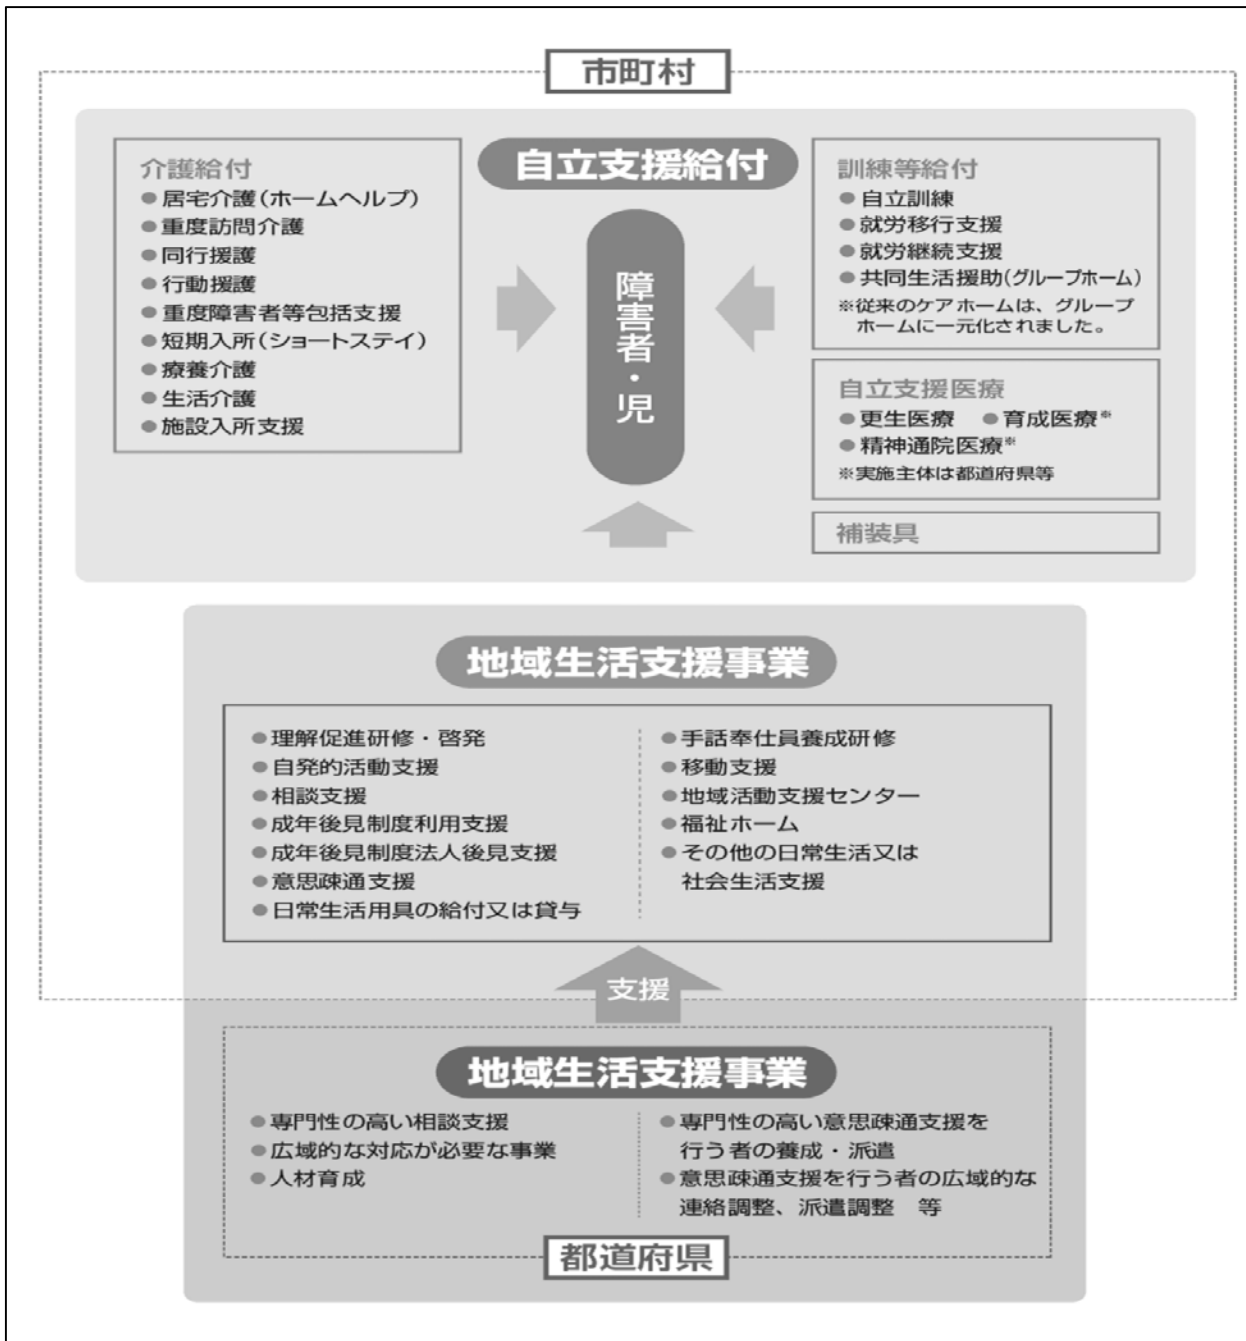 市町村
自立支援給付
介護給付
●居宅介護(ホームヘルプ)
●重度訪問介護
●同行援護
●行動援護
●重度障害者等包括支援
●短期入所(ショートステイ)
●療養介護
●生活介護
●施設入所支援
障害者・児
訓練等給付
●自立訓練
●就労移行支援
●就労継続支援
●共同生活援助(グループホーム)
※従来のケアホームは、グループ
ホームに一元化されました。
自立支援医療
●更生医療 ●育成医療※
●精神通院医療※
※実施主体は都道府県等
補装具
地域生活支援事業
●理解促進研修・啓発
●自発的活動支援
●相談支援
●成年後見制度利用支援
●成年後見制度法人後見支援
●意思疎通支援
●日常生活用具の給付又は貸与
●手話奉仕員養成研修
●移動支援
●地域活動支援センター
●福祉ホーム
●その他の日常生活又は
社会生活支援
支援
地域生活支援事業
●専門性の高い相談支援
●広域的な対応が必要な事業
●人材育成
●専門性の高い意思疎通支援を
行う者の養成・派遣
●意思疎通支援を行う者の広域的な
連絡調整、派遣調整 等
都道府県